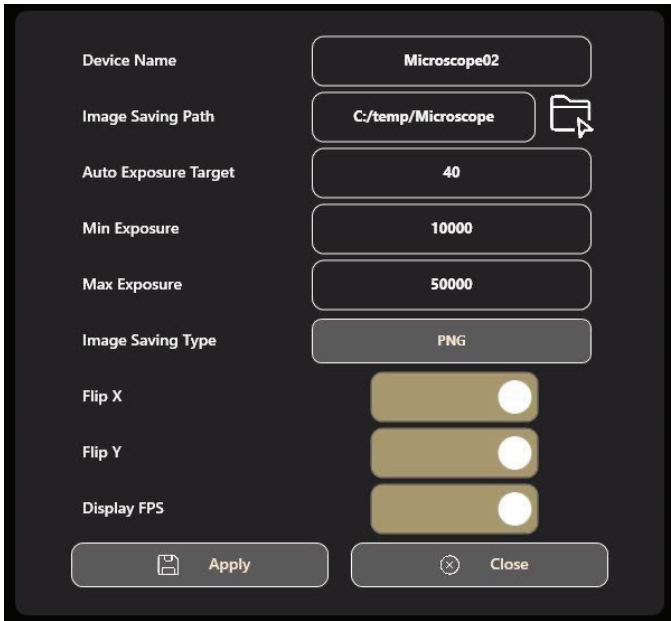 Device Name Microscope02
Image Saving Path C:/temp/Microscope
Auto Exposure Target 40
Min Exposure 10000
Max Exposure 50000
Image Saving Type PNG
Flip X
Flip Y
Display FPS
Apply Close